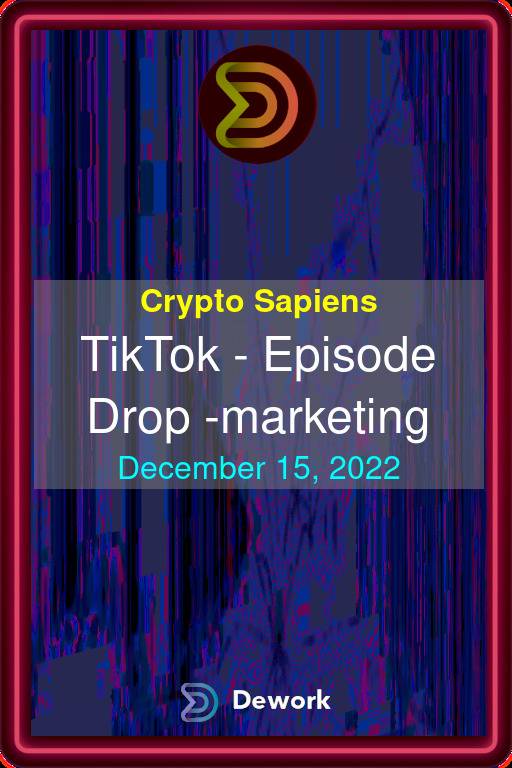 Crypto Sapiens
TikTok - Episode
Drop -marketing
December 15, 2022
Dework